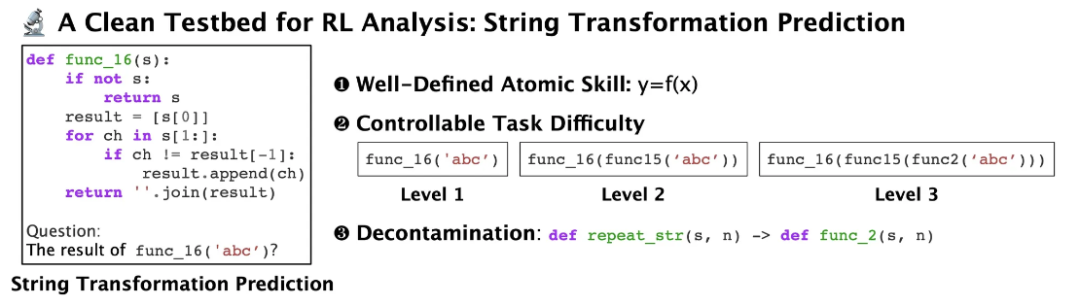 A Clean Testbed for RL Analysis: String Transformation Prediction
def func_16(s):
    if not s:
        return s
    result = [s[0]]
    for ch in s[1:]:
        if ch != result[-1]:
            result.append(ch)
    return ''.join(result)
Question:
The result of func_16('abc’)?
String Transformation Prediction
❶ Well-Defined Atomic Skill: y=f(x)
❷ Controllable Task Difficulty
func_16('abc’)
Level 1
func_16(func15(‘abc’))
Level 2
func_16(func15(func2(‘abc’)))
Level 3
❸ Decontamination: def repeat_str(s, n) -> def func_2(s, n)